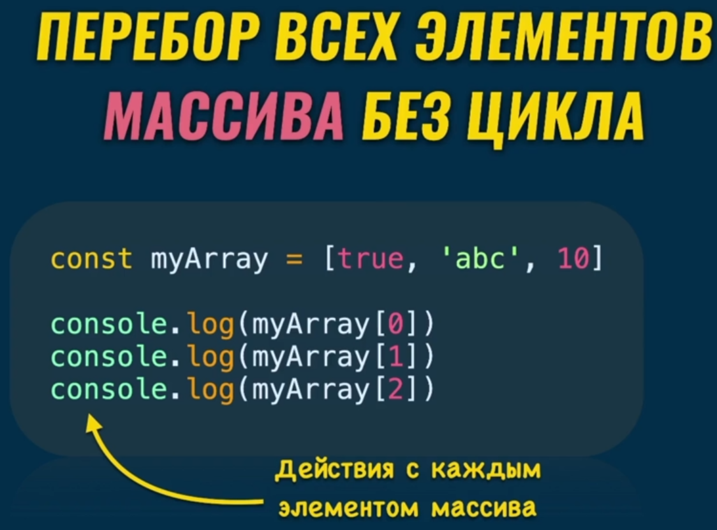 ПЕРЕБОР ВСЕХ ЭЛЕМЕНТОВ
МАССИВА БЕЗ ЦИКЛА
const myArray = [true, 'abc', 10]
console.log(myArray[0])
console.log(myArray[1])
console.log(myArray[2])
Действия с каждым
элементом массива